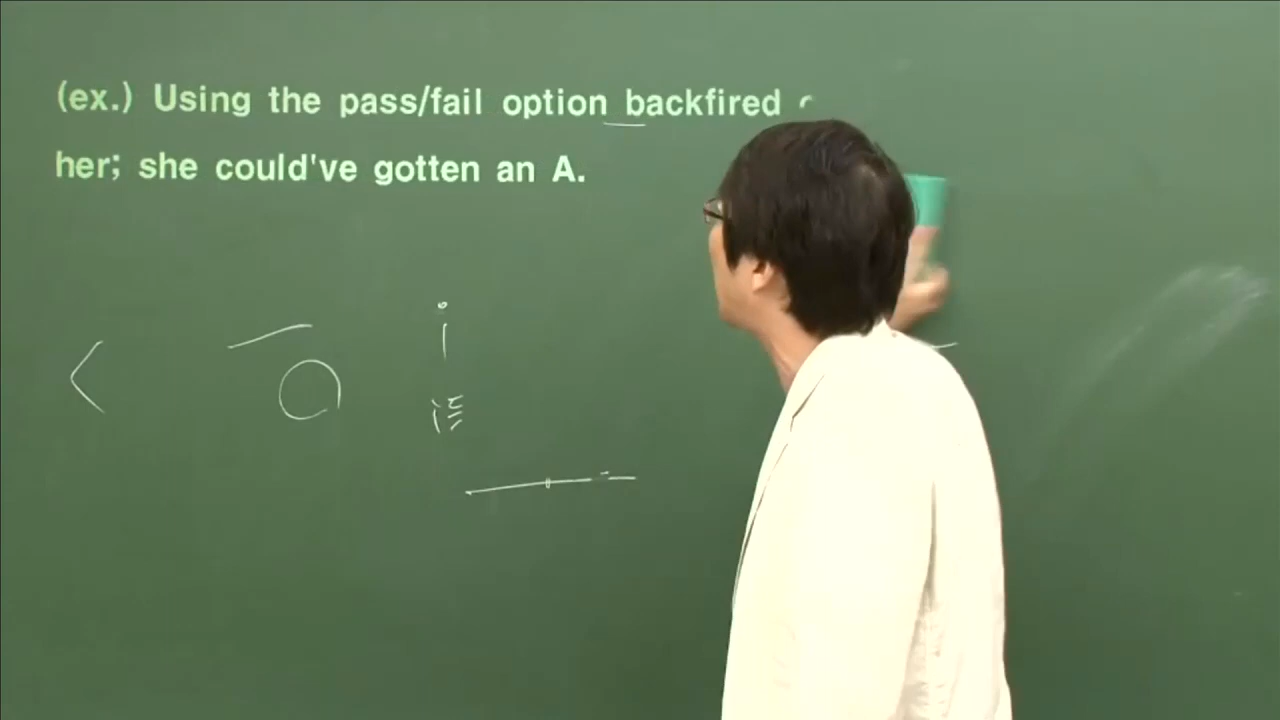 (ex.) Using the pass/fail option backfired
her; she could've gotten an A.